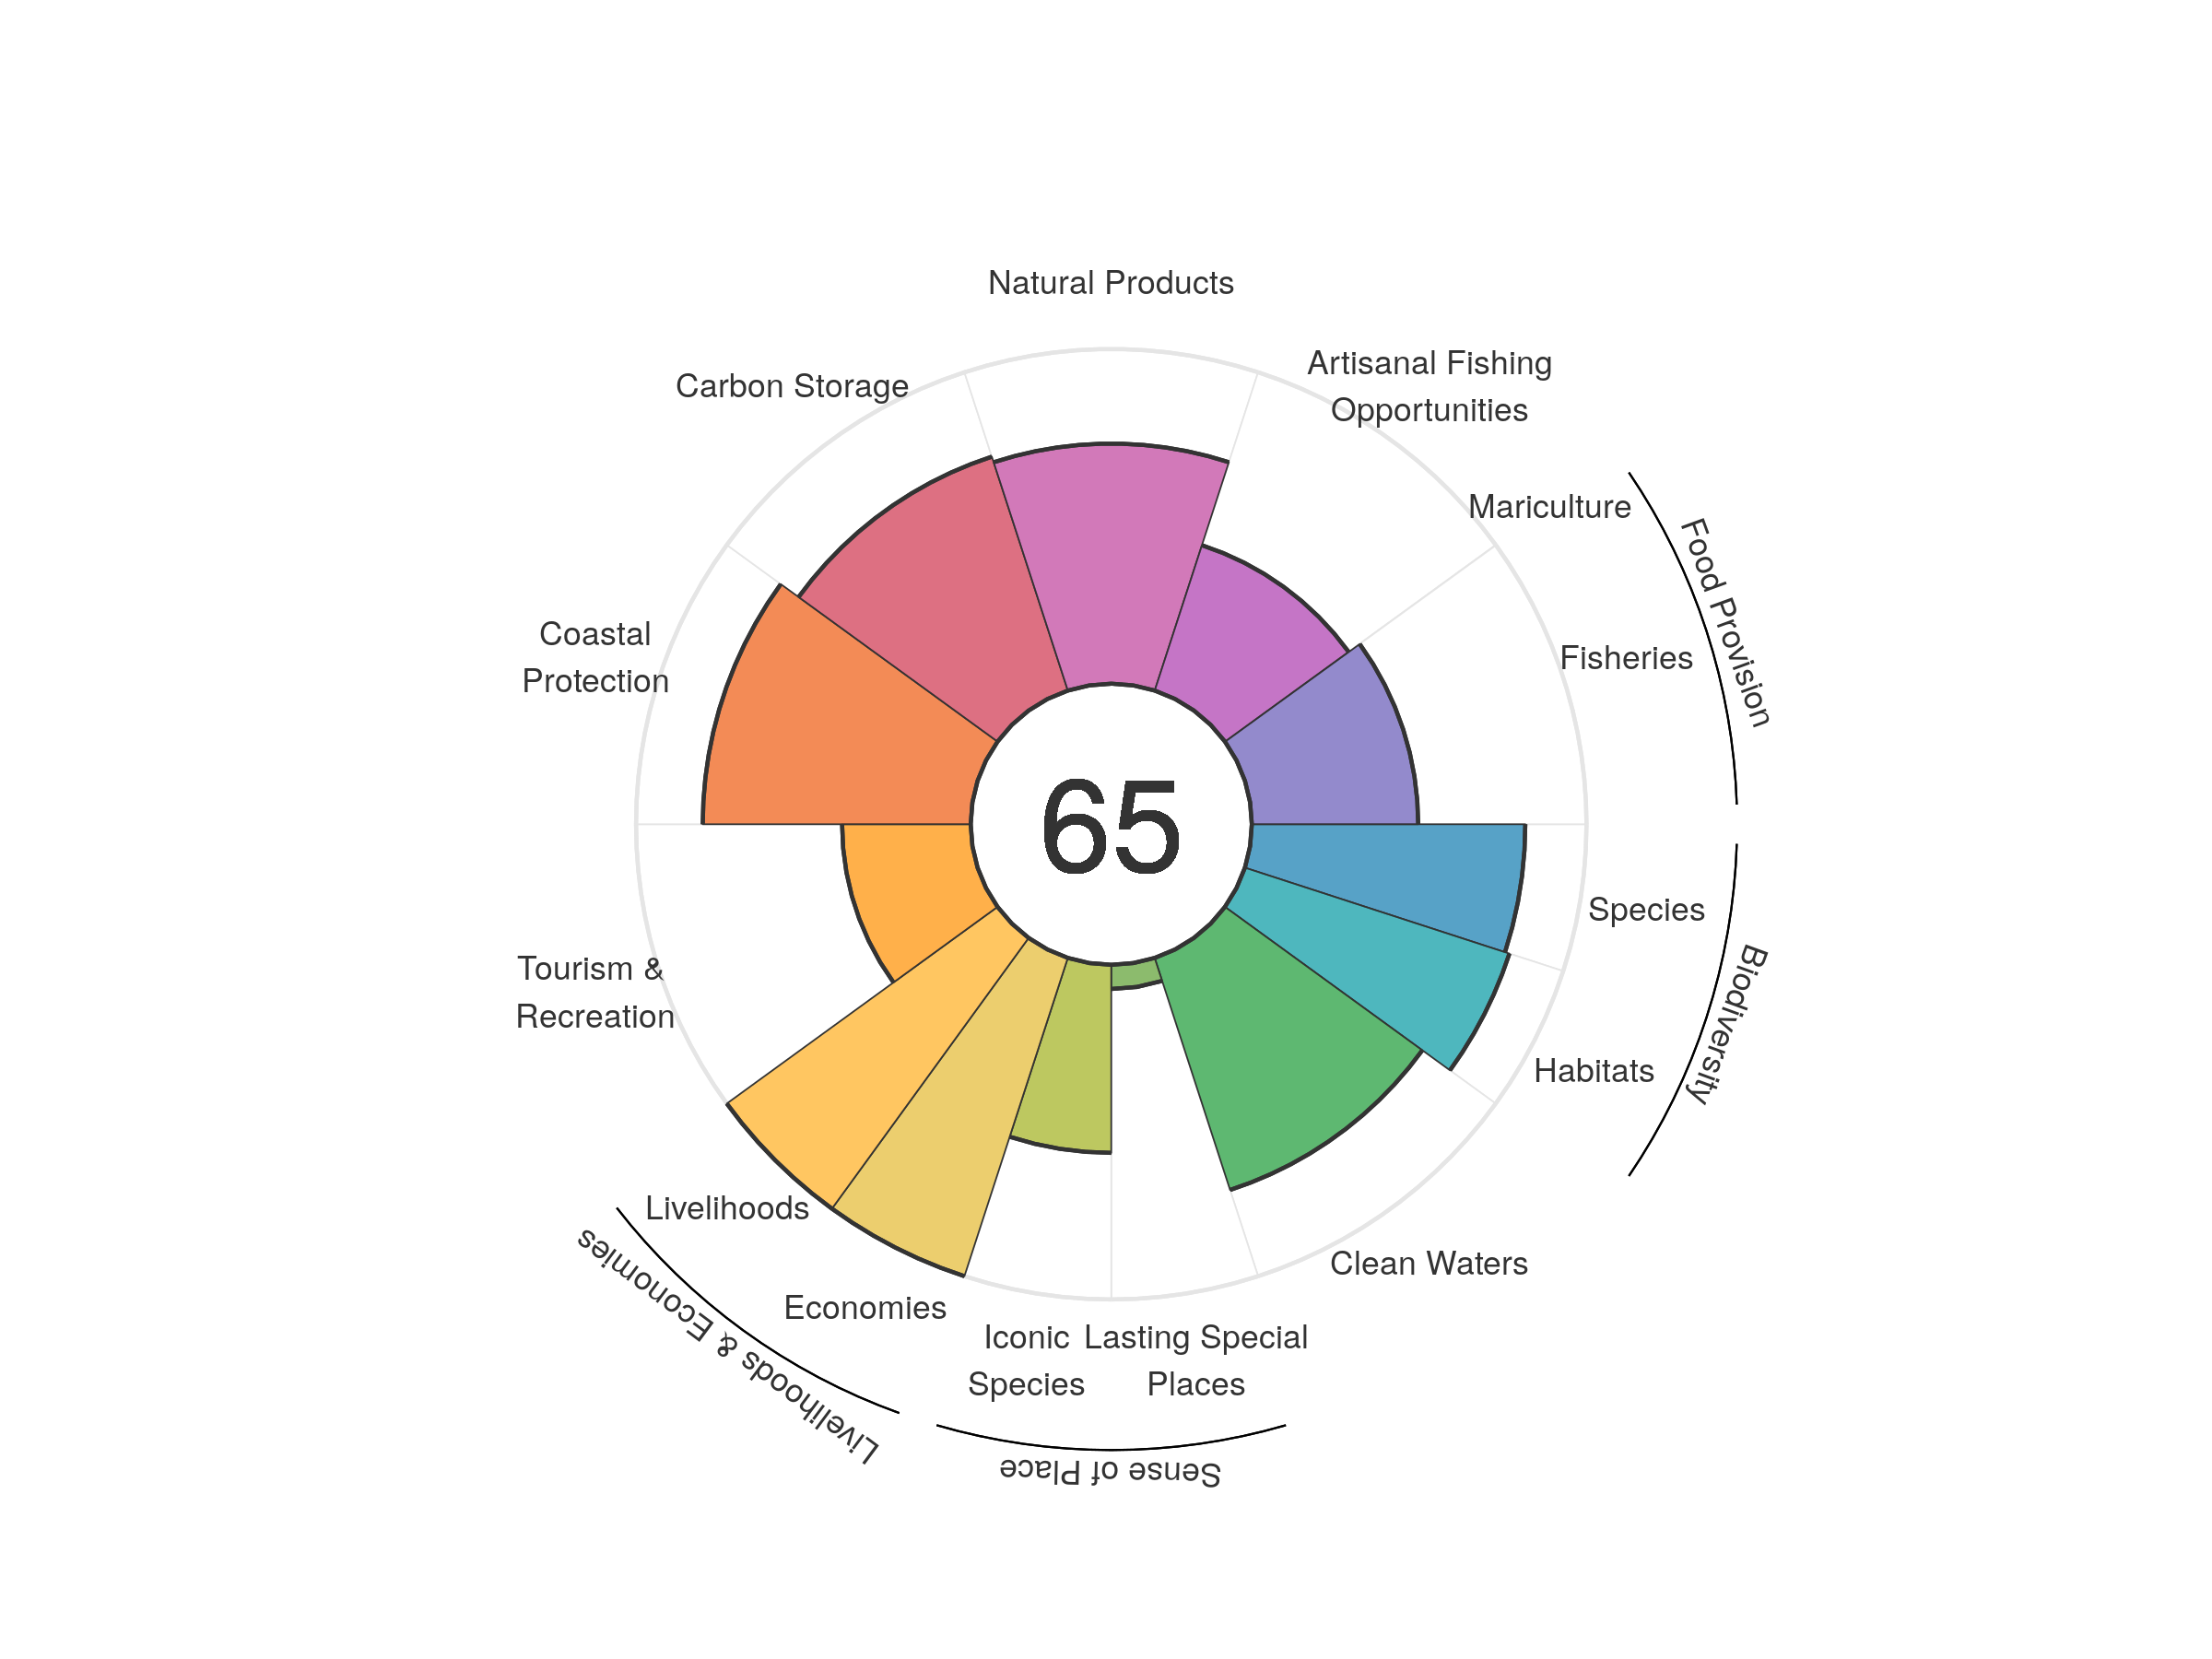 Natural Products
Artisanal Fishing
Opportunities
Carbon Storage
Mariculture
Food Provision
Fisheries
Coastal
Protection
65
Species
Biodiversity
Tourism &
Recreation
Habitats
Livelihoods
Livelihoods & Economies
Clean Waters
Economies
Iconic
Species
Lasting Special
Places
Sense of Place